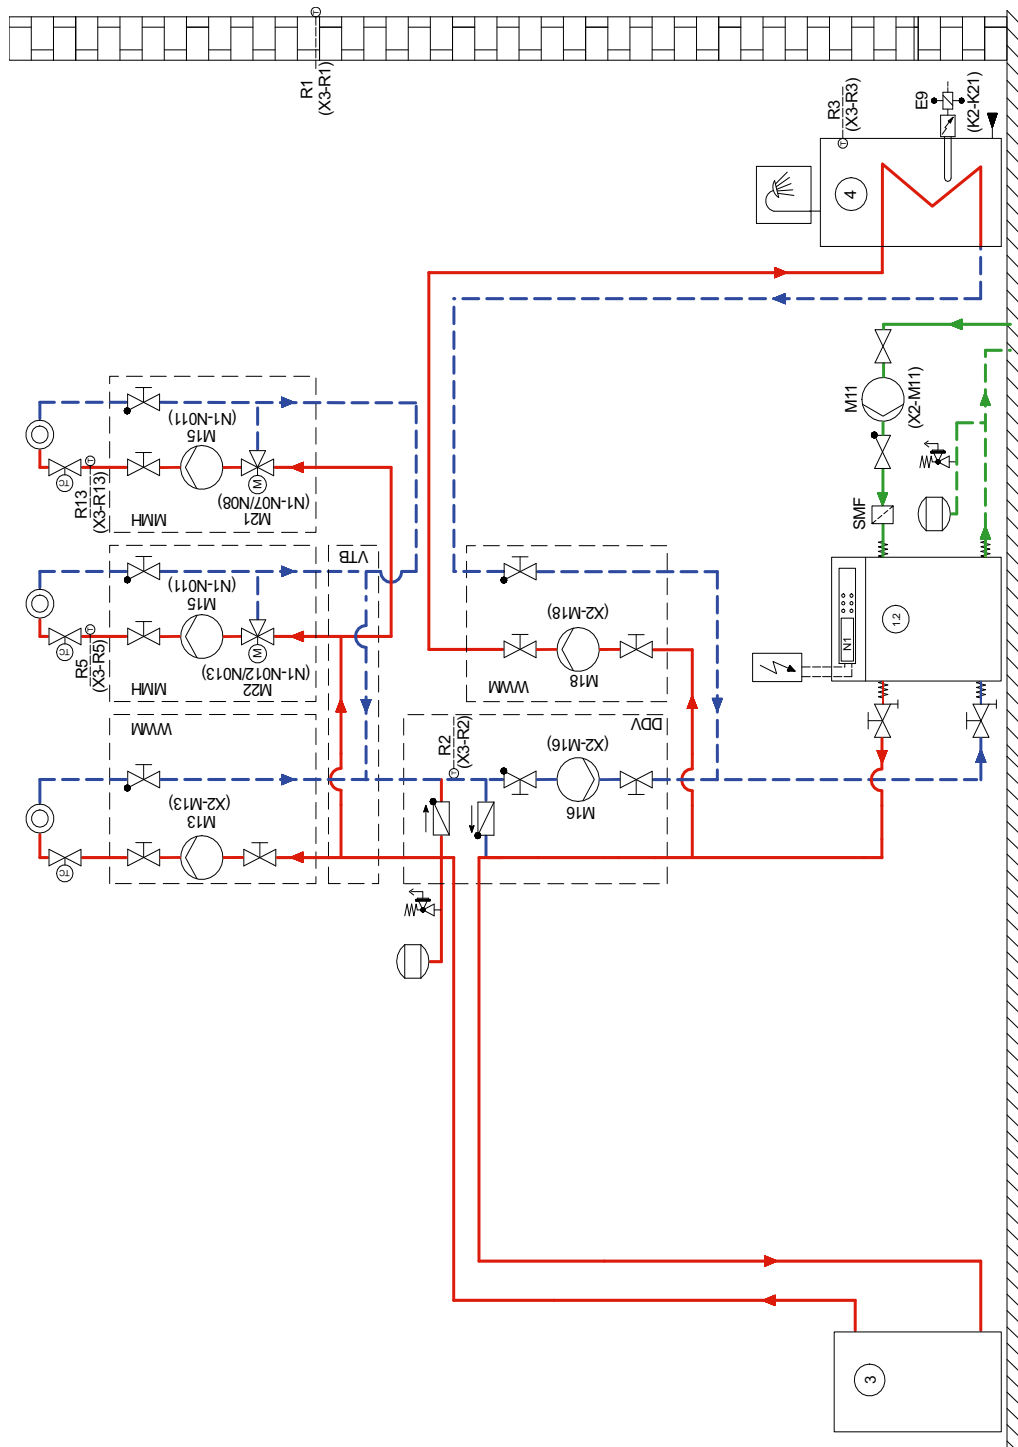 R1
(X3-R1)
R3
(X3-R3)
E9
(K2-K21)
4
M15
(N1-N011)
TC
T
R13
(X3-R13)
M
M21
(N1-N07/N08)
MMH
M15
(N1-N011)
TC
T
R5
(X3-R5)
M
M22
(N1-N012/N013)
MMH
VTB
WWM
M13
(X2-M13)
TC
M11
(X2-M11)
SMF
N1
1.2
WWM
M18
(X2-M18)
R2
(X3-R2)
T
DDV
M16
(X2-M16)
3
T
T